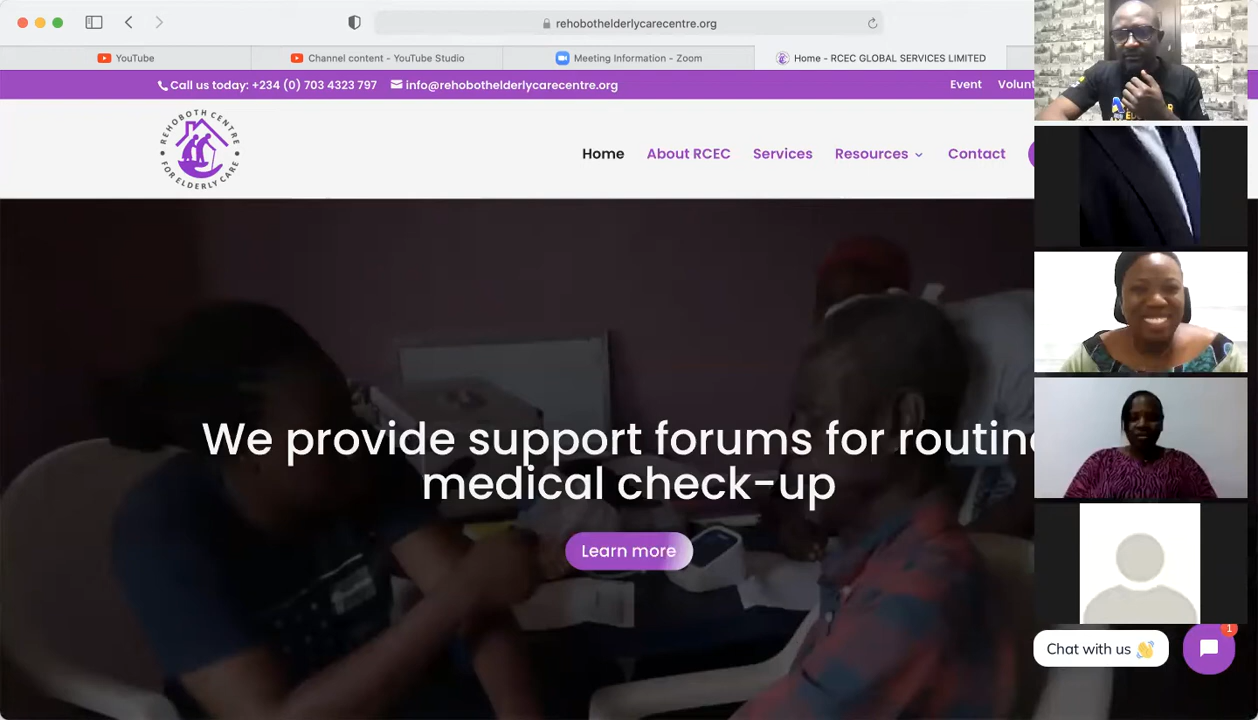 rehobothelderlycarecentre.org
YouTube
Channel content - YouTube Studio
Meeting Information - Zoom
Home - RCEC GLOBAL SERVICES LIMITED
Call us today: +234 (0) 703 4323 797
info@rehobothelderlycarecentre.org
Event
Volunt
REHOBOTH CENTRE
FOR ELDERLY CARE
Home
About RCEC
Services
Resources
Contact
We provide support forums for routine
medical check-up
Learn more
Chat with us 👋
1